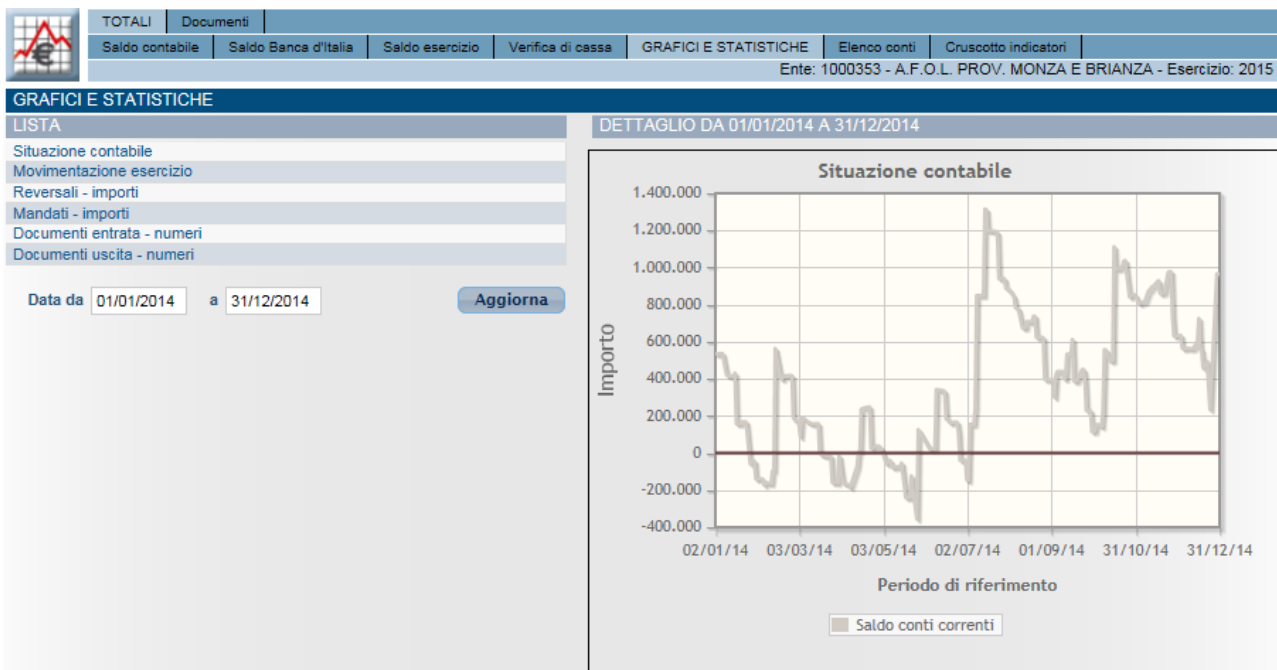 TOTALI Documenti
Saldo contabile Saldo Banca d'Italia Saldo esercizio Verifica di cassa GRAFICI E STATISTICHE Elenco conti Cruscotto indicatori
Ente: 1000353 - A.F.O.L. PROV. MONZA E BRIANZA - Esercizio: 2015
GRAFICI E STATISTICHE
LISTA
Situazione contabile
Movimentazione esercizio
Reversali - importi
Mandati - importi
Documenti entrata - numeri
Documenti uscita - numeri
Data da 01/01/2014 a 31/12/2014 Aggiorna
DETTAGLIO DA 01/01/2014 A 31/12/2014
Situazione contabile
1.400.000
1.200.000
1.000.000
800.000
600.000
400.000
200.000
0
-200.000
-400.000
Importo
02/01/14 03/03/14 03/05/14 02/07/14 01/09/14 31/10/14 31/12/14
Periodo di riferimento
Saldo conti correnti